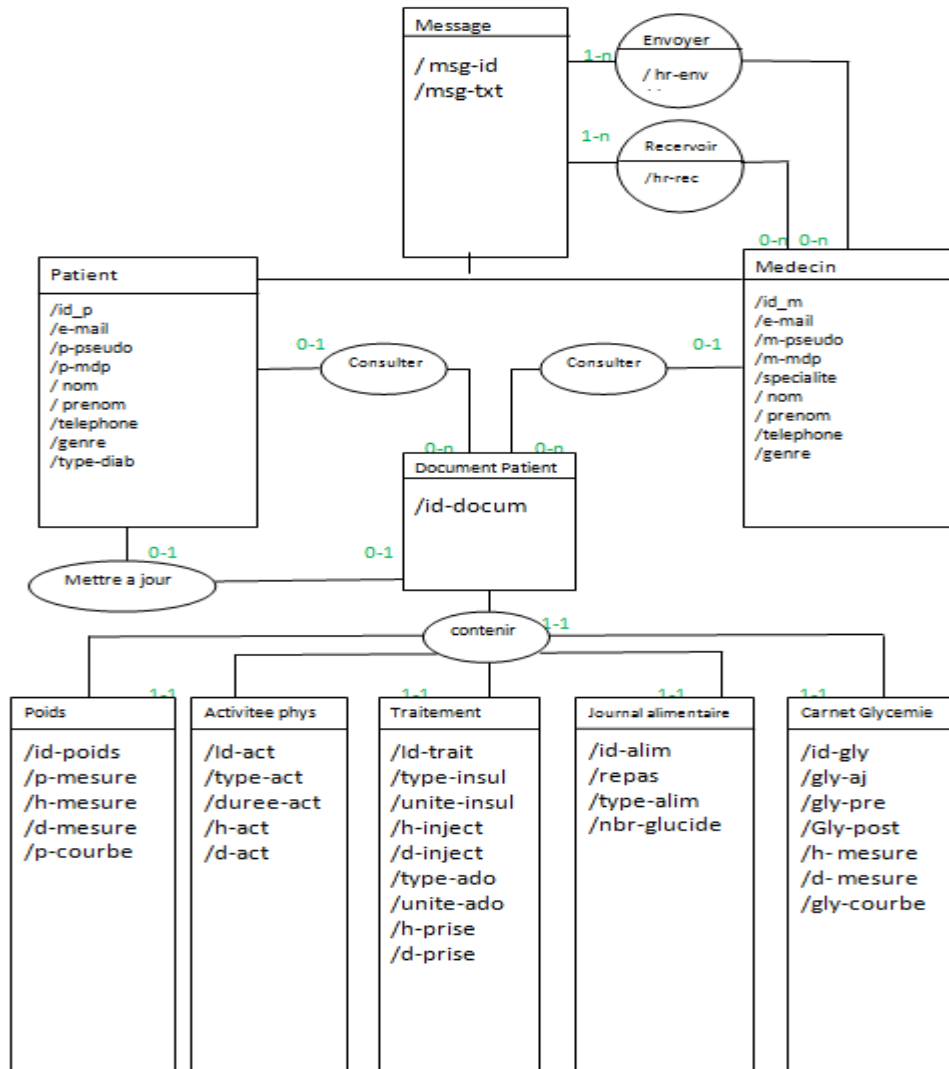 Message
/ msg-id
/msg-txt
1-n
Envoyer
/ hr-env
1-n
Recervoir
/hr-rec
0-n
0-n
Patient
/id_p
/e-mail
/p-pseudo
/p-mdp
/ nom
/ prenom
/telephone
/genre
/type-diab
Medecin
/id_m
/e-mail
/m-pseudo
/m-mdp
/specialite
/ nom
/ prenom
/telephone
/genre
0-1
Consulter
Consulter
0-1
0-n
0-n
Document Patient
/id-docum
0-1
0-1
Mettre a jour
contenir
1-1
1-1
1-1
1-1
1-1
Poids
/id-poids
/p-mesure
/h-mesure
/d-mesure
/p-courbe
Activitee phys
/Id-act
/type-act
/duree-act
/h-act
/d-act
Traitement
/Id-trait
/type-insul
/unite-insul
/h-inject
/d-inject
/type-ado
/unite-ado
/h-prise
/d-prise
Journal alimentaire
/id-alim
/repas
/type-alim
/nbr-glucide
Carnet Glycemie
/id-gly
/gly-aj
/gly-pre
/Gly-post
/h- mesure
/d- mesure
/gly-courbe